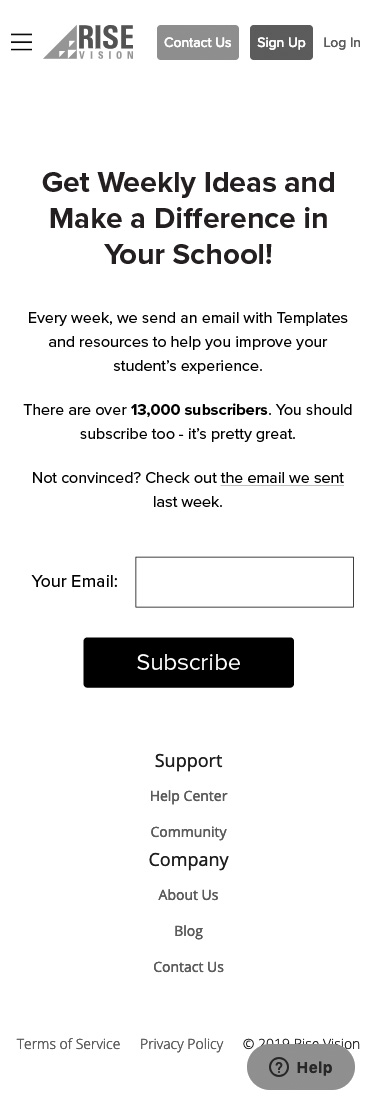 RISE
VISION
Contact Us
Sign Up
Log In
Get Weekly Ideas and
Make a Difference in
Your School!
Every week, we send an email with Templates
and resources to help you improve your
student’s experience.
There are over 13,000 subscribers. You should
subscribe too - it’s pretty great.
Not convinced? Check out the email we sent
last week.
Your Email:
Subscribe
Support
Help Center
Community
Company
About Us
Blog
Contact Us
Terms of Service Privacy Policy © 2019 Rise Vision
Help